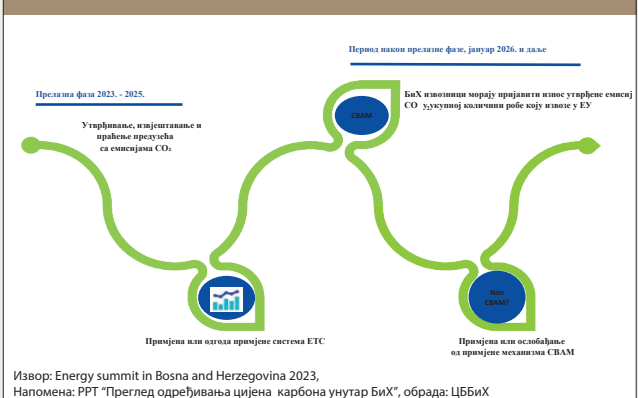 Период након прелазне фазе, јануар 2026. и даље
Прелазна фаза 2023. - 2025.
БиХ извозници морају пријавити износ утврђене емисиј
CO у₂укупној количини робе коју извозе у ЕУ
CBAM
Утврђивање, извјештавање и
праћење предузећа
са емисијама CO₂
Non
CBAM?
Примјена или одгода примјене система ЕТС
Примјена или ослобађање
од примјене механизма CBAM
Извор: Energy summit in Bosna and Herzegovina 2023,
Напомена: PPT "Преглед одређивања цијена карбона унутар БиХ", обрада: ЦББиХ